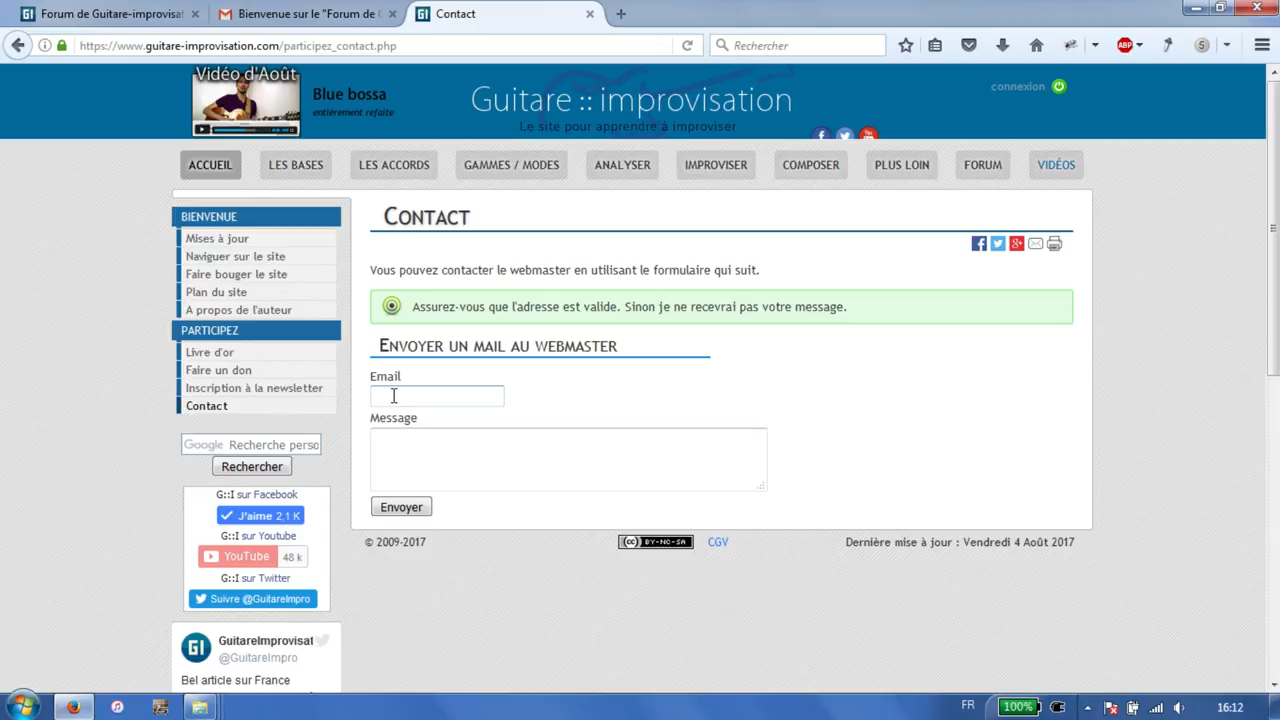 Forum de Guitare-improvisat
Bienvenue sur le "Forum de G
Contact
https://www.guitare-improvisation.com/participez_contact.php
Rechercher
ABP
S
Vidéo d'Août
Blue bossa
entièrement refaite
Guitare :: improvisation
Le site pour apprendre à improviser
connexion
ACCUEIL
LES BASES
LES ACCORDS
GAMMES / MODES
ANALYSER
IMPROVISER
COMPOSER
PLUS LOIN
FORUM
VIDÉOS
BIENVENUE
Mises à jour
Naviguer sur le site
Faire bouger le site
Plan du site
A propos de l'auteur
PARTICIPEZ
Livre d'or
Faire un don
Inscription à la newsletter
Contact
Google Recherche perso
Rechercher
G::I sur Facebook
J'aime 2,1 K
G::I sur Youtube
YouTube 48 k
G::I sur Twitter
Suivre @GuitareImpro
GI
GuitareImprovisat
@GuitareImpro
Bel article sur France
CONTACT
Vous pouvez contacter le webmaster en utilisant le formulaire qui suit.
Assurez-vous que l'adresse est valide. Sinon je ne recevrai pas votre message.
ENVOYER UN MAIL AU WEBMASTER
Email
Message
Envoyer
© 2009-2017
BY-NC-SA
CGV
Dernière mise à jour : Vendredi 4 Août 2017
FR
100%
16:12